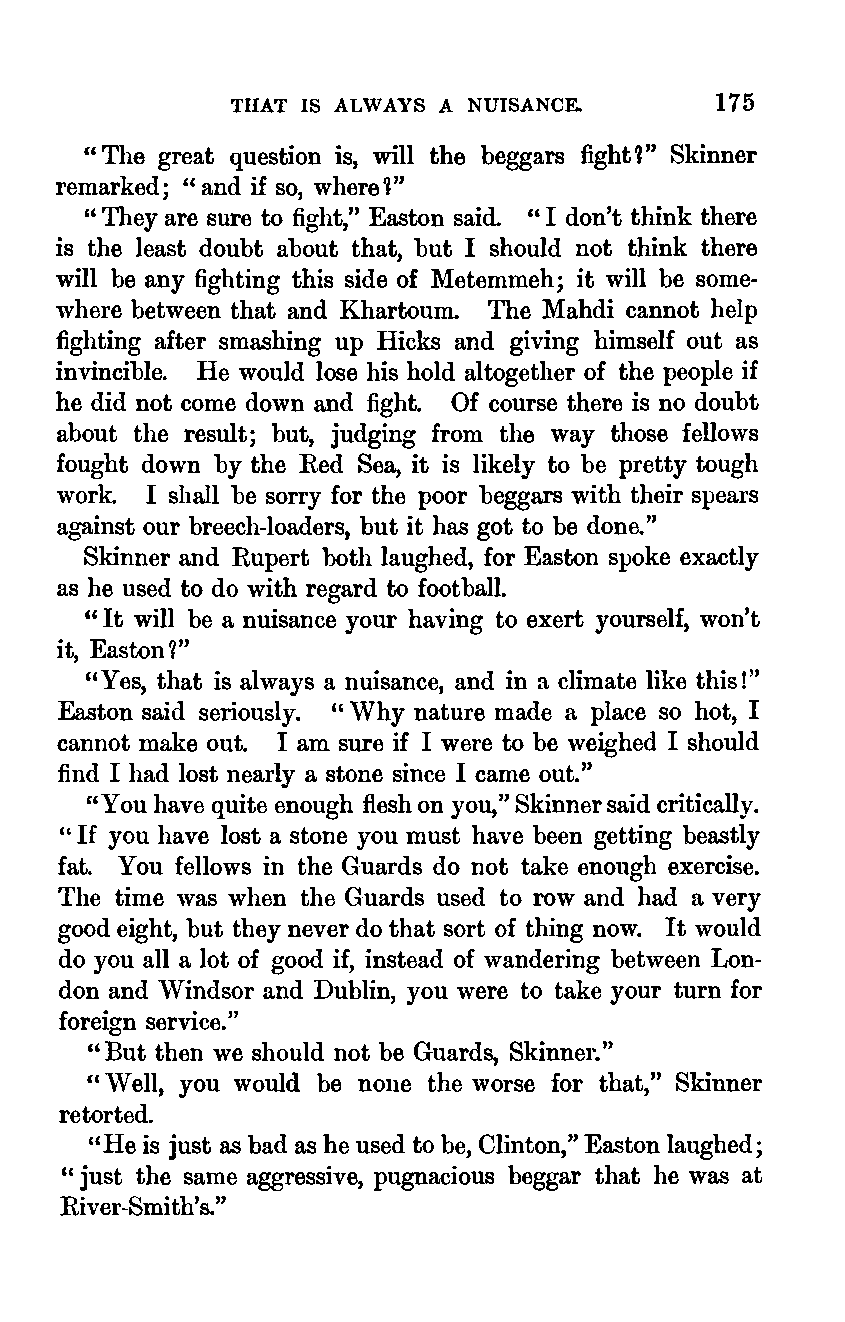 THAT IS ALWAYS A NUISANCE. 175
“The great question is, will the beggars fight?” Skinner
remarked; “and if so, where?”
“They are sure to fight,” Easton said. “I don’t think there
is the least doubt about that, but I should not think there
will be any fighting this side of Metemmeh; it will be some-
where between that and Khartoum. The Mahdi cannot help
fighting after smashing up Hicks and giving himself out as
invincible. He would lose his hold altogether of the people if
he did not come down and fight. Of course there is no doubt
about the result; but, judging from the way those fellows
fought down by the Red Sea, it is likely to be pretty tough
work. I shall be sorry for the poor beggars with their spears
against our breech-loaders, but it has got to be done.”
Skinner and Rupert both laughed, for Easton spoke exactly
as he used to do with regard to football.
“It will be a nuisance your having to exert yourself, won’t
it, Easton?”
“Yes, that is always a nuisance, and in a climate like this!”
Easton said seriously. “Why nature made a place so hot, I
cannot make out. I am sure if I were to be weighed I should
find I had lost nearly a stone since I came out.”
“You have quite enough flesh on you,” Skinner said critically.
“If you have lost a stone you must have been getting beastly
fat. You fellows in the Guards do not take enough exercise.
The time was when the Guards used to row and had a very
good eight, but they never do that sort of thing now. It would
do you all a lot of good if, instead of wandering between Lon-
don and Windsor and Dublin, you were to take your turn for
foreign service.”
“But then we should not be Guards, Skinner.”
“Well, you would be none the worse for that,” Skinner
retorted.
“He is just as bad as he used to be, Clinton,” Easton laughed;
“just the same aggressive, pugnacious beggar that he was at
River-Smith’s.”